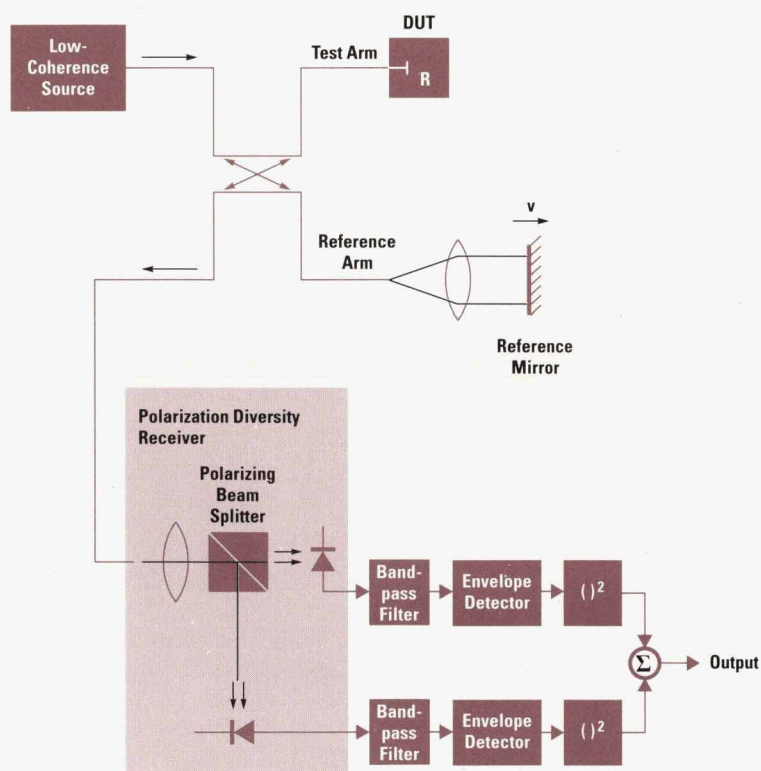 DUT
Low-
Coherence
Source
Test Arm
R
v
Reference
Arm
Reference
Mirror
Polarization Diversity
Receiver
Polarizing
Beam
Splitter
Band-
pass
Filter
Envelope
Detector
( )²
Σ
Output
Band-
pass
Filter
Envelope
Detector
( )²